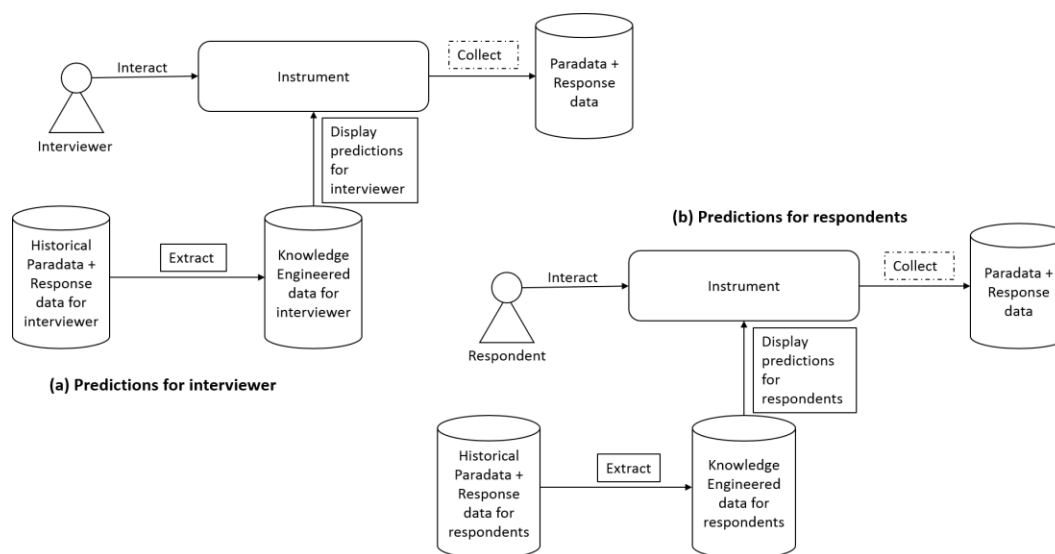 Interact
Instrument
Collect
Paradata +
Response
data
Interviewer
Display
predictions
for
interviewer
Historical
Paradata +
Response
data for
interviewer
Extract
Knowledge
Engineered
data for
interviewer
(a) Predictions for interviewer
(b) Predictions for respondents
Interact
Instrument
Collect
Paradata +
Response
data
Respondent
Display
predictions
for
respondents
Historical
Paradata +
Response
data for
respondents
Extract
Knowledge
Engineered
data for
respondents